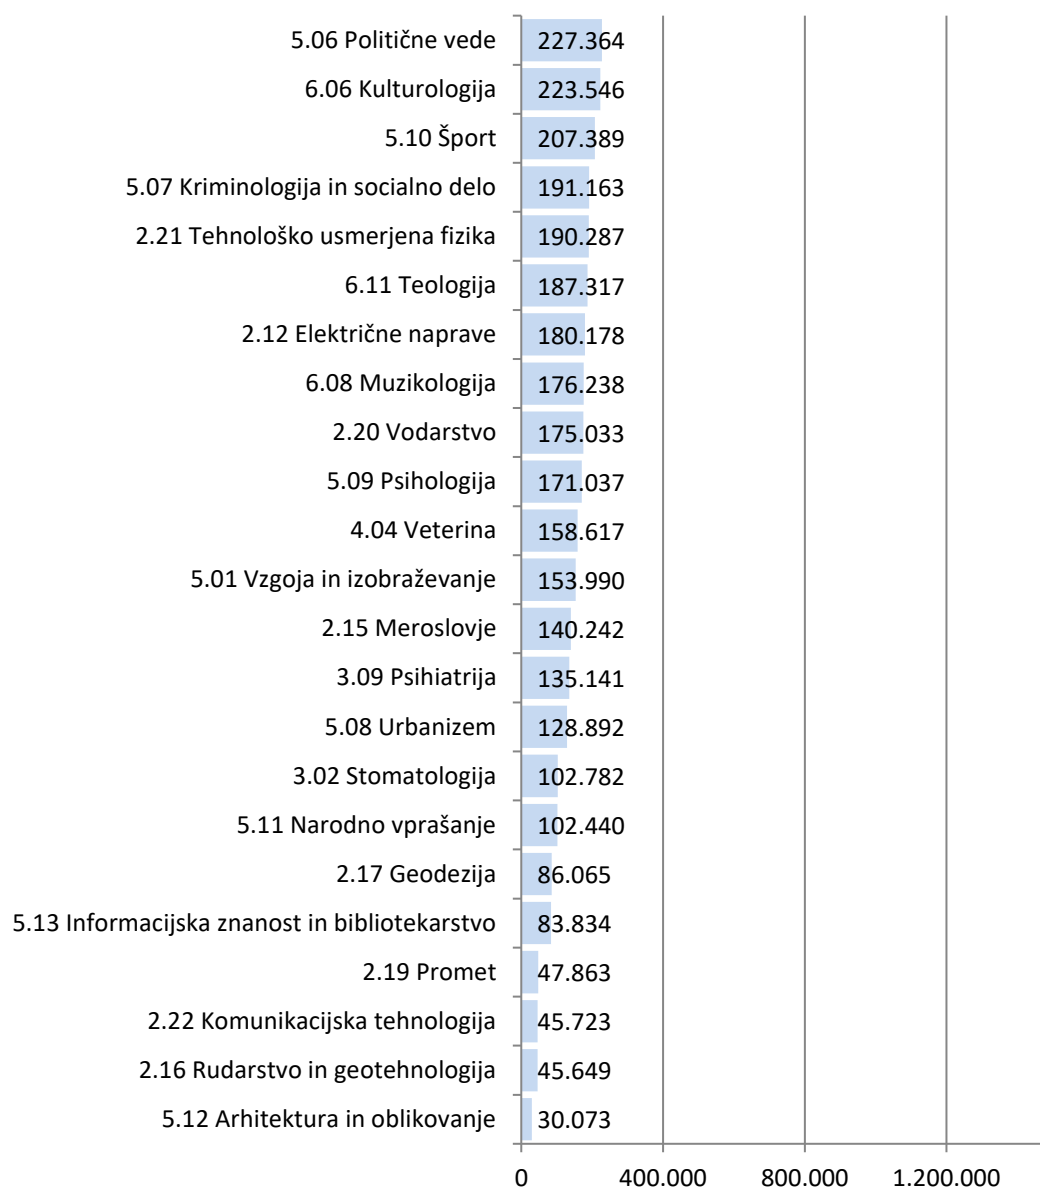 5.06 Politične vede 227.364
6.06 Kulturologija 223.546
5.10 Šport 207.389
5.07 Kriminologija in socialno delo 191.163
2.21 Tehnološko usmerjena fizika 190.287
6.11 Teologija 187.317
2.12 Električne naprave 180.178
6.08 Muzikologija 176.238
2.20 Vodarstvo 175.033
5.09 Psihologija 171.037
4.04 Veterina 158.617
5.01 Vzgoja in izobraževanje 153.990
2.15 Meroslovje 140.242
3.09 Psihiatrija 135.141
5.08 Urbanizem 128.892
3.02 Stomatologija 102.782
5.11 Narodno vprašanje 102.440
2.17 Geodezija 86.065
5.13 Informacijska znanost in bibliotekarstvo 83.834
2.19 Promet 47.863
2.22 Komunikacijska tehnologija 45.723
2.16 Rudarstvo in geotehnologija 45.649
5.12 Arhitektura in oblikovanje 30.073
0 400.000 800.000 1.200.000